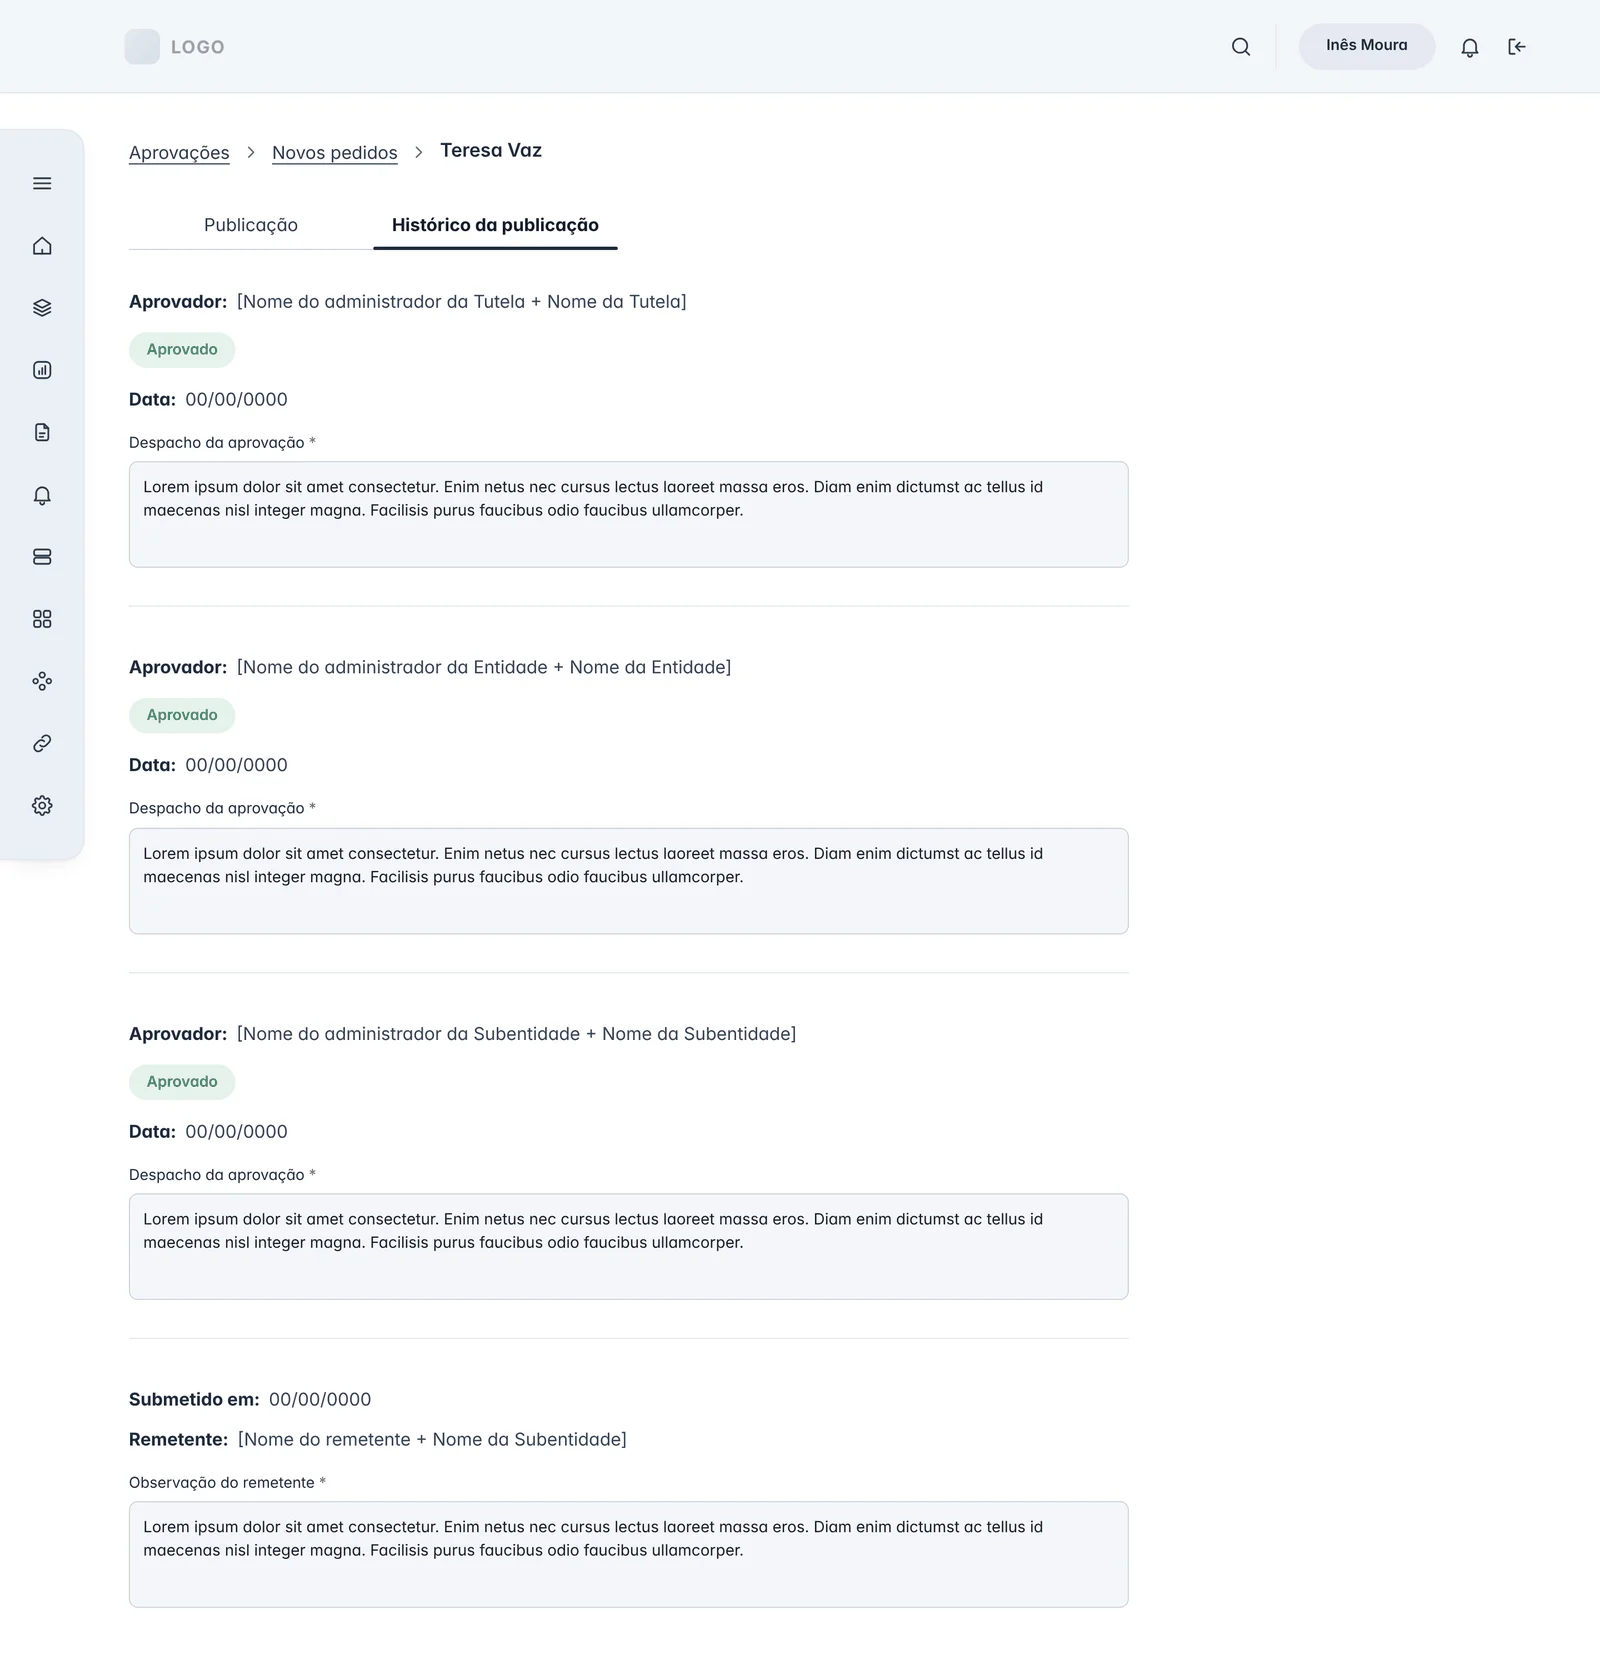 LOGO
Inês Moura
Aprovações > Novos pedidos > Teresa Vaz
Publicação
Histórico da publicação
Aprovador: [Nome do administrador da Tutela + Nome da Tutela]
Aprovado
Data: 00/00/0000
Despacho da aprovação *
Lorem ipsum dolor sit amet consectetur. Enim netus nec cursus lectus laoreet massa eros. Diam enim dictumst ac tellus id
maecenas nisl integer magna. Facilisis purus faucibus odio faucibus ullamcorper.
Aprovador: [Nome do administrador da Entidade + Nome da Entidade]
Aprovado
Data: 00/00/0000
Despacho da aprovação *
Lorem ipsum dolor sit amet consectetur. Enim netus nec cursus lectus laoreet massa eros. Diam enim dictumst ac tellus id
maecenas nisl integer magna. Facilisis purus faucibus odio faucibus ullamcorper.
Aprovador: [Nome do administrador da Subentidade + Nome da Subentidade]
Aprovado
Data: 00/00/0000
Despacho da aprovação *
Lorem ipsum dolor sit amet consectetur. Enim netus nec cursus lectus laoreet massa eros. Diam enim dictumst ac tellus id
maecenas nisl integer magna. Facilisis purus faucibus odio faucibus ullamcorper.
Submetido em: 00/00/0000
Remetente: [Nome do remetente + Nome da Subentidade]
Observação do remetente *
Lorem ipsum dolor sit amet consectetur. Enim netus nec cursus lectus laoreet massa eros. Diam enim dictumst ac tellus id
maecenas nisl integer magna. Facilisis purus faucibus odio faucibus ullamcorper.